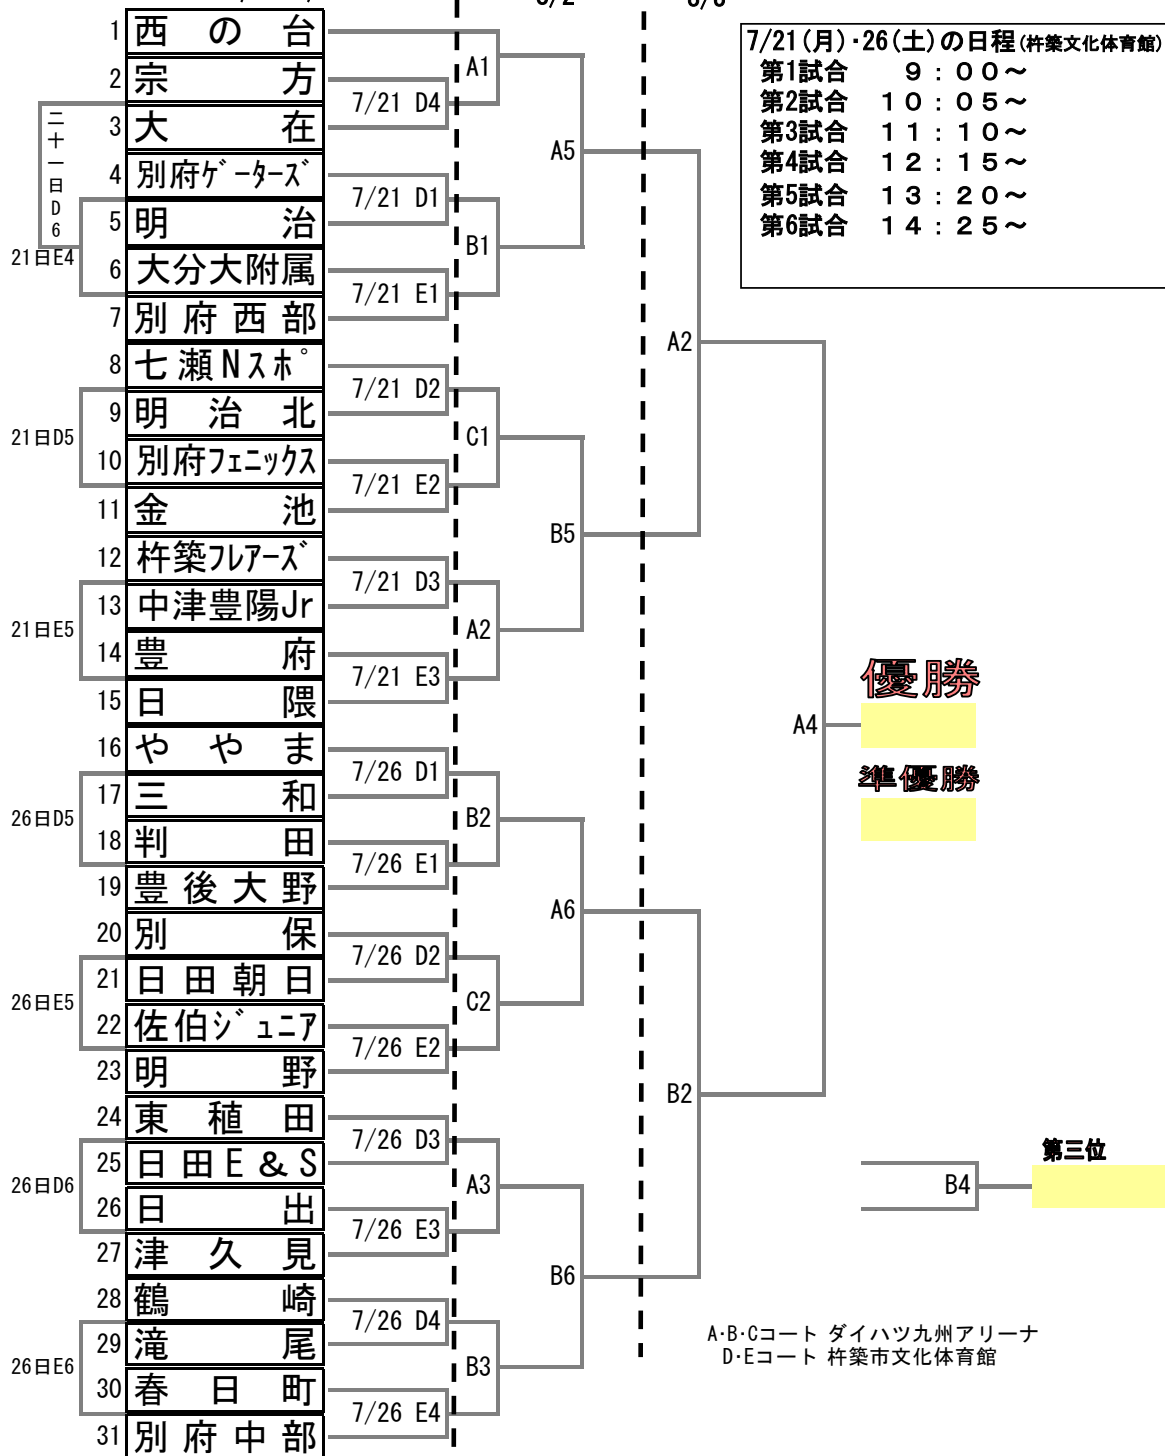 7/21(月)・26(土)の日程(杵築文化体育館)
第1試合 9:00～
第2試合 10:05～
第3試合 11:10～
第4試合 12:15～
第5試合 13:20～
第6試合 14:25～
1 西の台
2 宗方
3 大在
4 別府ゲーターズ
5 明治
6 大分大附属
7 別府西部
8 七瀬Nスポ
9 明治北
10 別府フェニックス
11 金池
12 杵築フレアーズ
13 中津豊陽Jr
14 豊府
15 日隈
16 ややま
17 三和
18 判田
19 豊後大野
20 別保
21 日田朝日
22 佐伯ジュニア
23 明野
24 東稙田
25 日田E&S
26 日出
27 津久見
28 鶴崎
29 滝尾
30 春日町
31 別府中部
二十一日D6
21日E4
21日D5
21日E5
26日D5
26日E5
26日D6
26日E6
7/21 D4
7/21 D1
7/21 E1
7/21 D2
7/21 E2
7/21 D3
7/21 E3
7/26 D1
7/26 E1
7/26 D2
7/26 E2
7/26 D3
7/26 E3
7/26 D4
7/26 E4
A1
B1
C1
A2
B2
C2
A3
B3
A5
B5
A6
B6
A2
B2
A4
優勝
準優勝
第三位
B4
A・B・Cコート ダイハツ九州アリーナ
D・Eコート 杵築市文化体育館